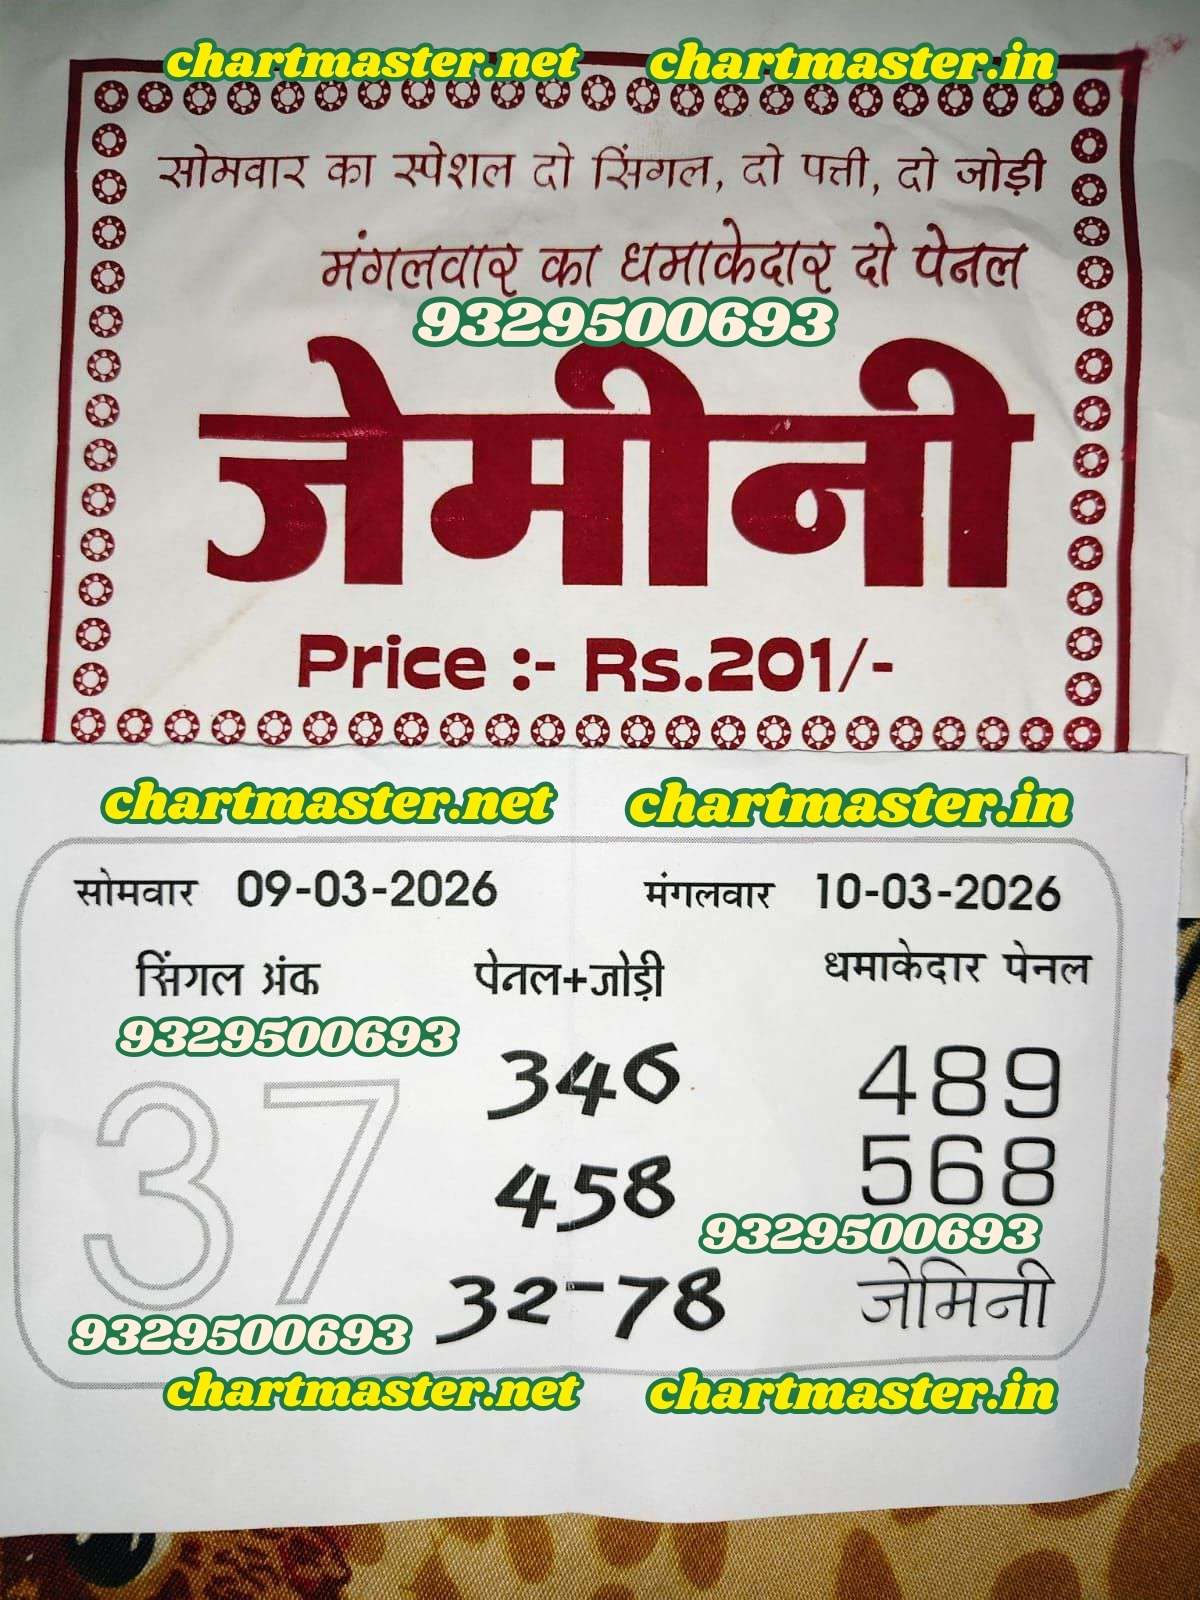 chartmaster.net chartmaster.in
सोमवार का स्पेशल दो सिंगल, दो पत्ती, दो जोड़ी
मंगलवार का धमाकेदार दो पेनल
9329500693
जेमीनी
Price :- Rs.201/-
chartmaster.net chartmaster.in
सोमवार 09-03-2026 मंगलवार 10-03-2026
सिंगल अंक पेनल+जोड़ी धमाकेदार पेनल
9329500693
37 346 489
458 568
9329500693
32-78 जेमिनी
9329500693
chartmaster.net chartmaster.in